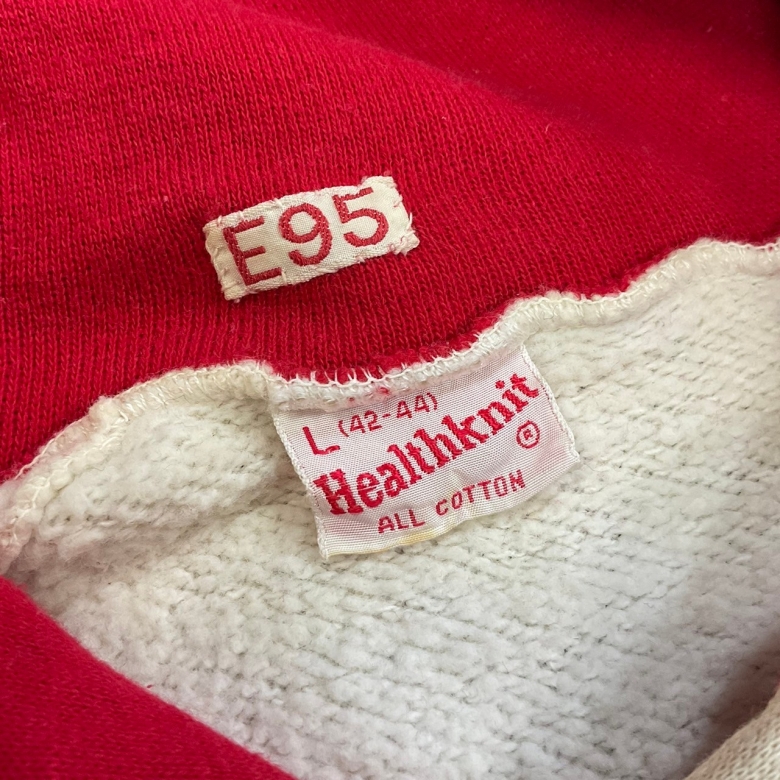 E95
L (42-44)
Healthknit
®
ALL COTTON